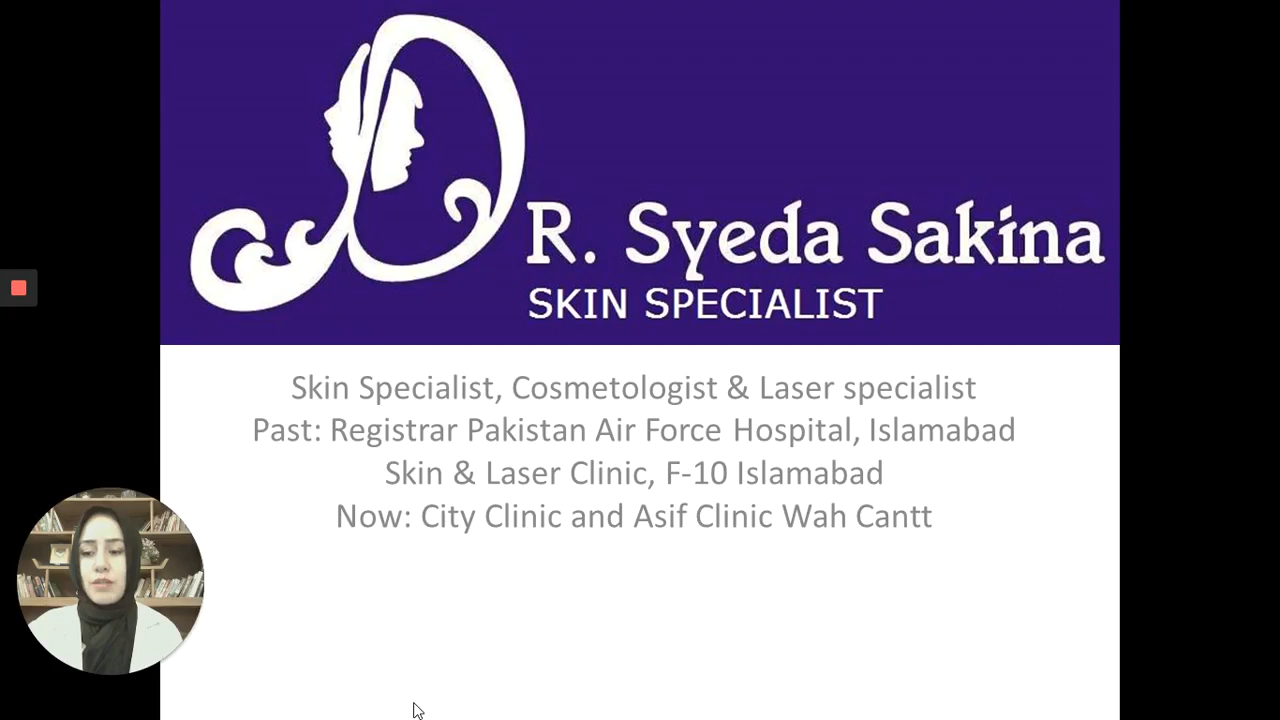 DR. Syeda Sakina
SKIN SPECIALIST
Skin Specialist, Cosmetologist & Laser specialist
Past: Registrar Pakistan Air Force Hospital, Islamabad
Skin & Laser Clinic, F-10 Islamabad
Now: City Clinic and Asif Clinic Wah Cantt